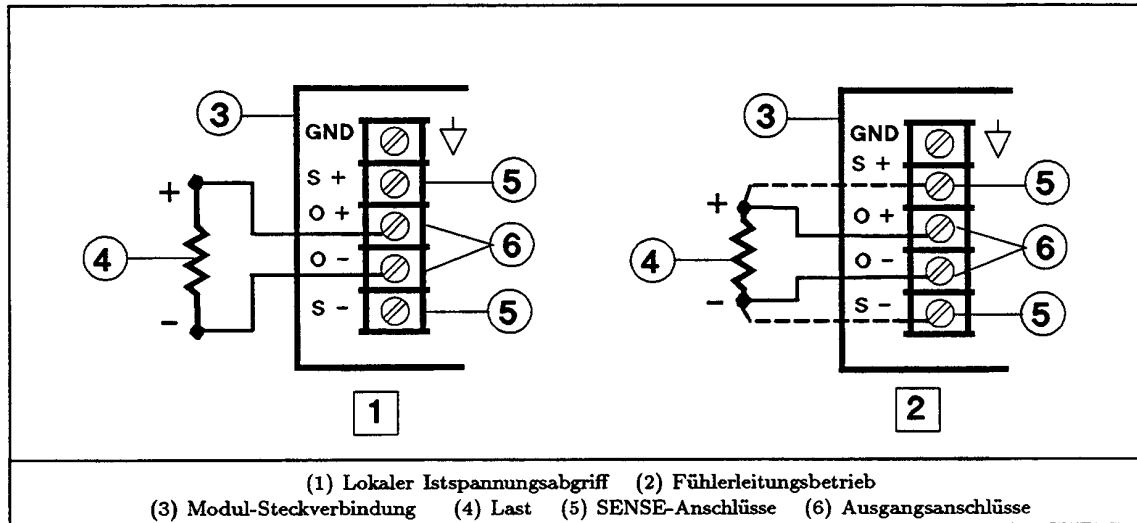 3
GND
S +
+
O +
5
4
O -
6
-
S -
5
1
3
GND
S +
5
+
O +
4
O -
6
-
S -
5
2
(1) Lokaler Istspannungsabgriff (2) Fühlerleitungsbetrieb
(3) Modul-Steckverbindung (4) Last (5) SENSE-Anschlüsse (6) Ausgangsanschlüsse